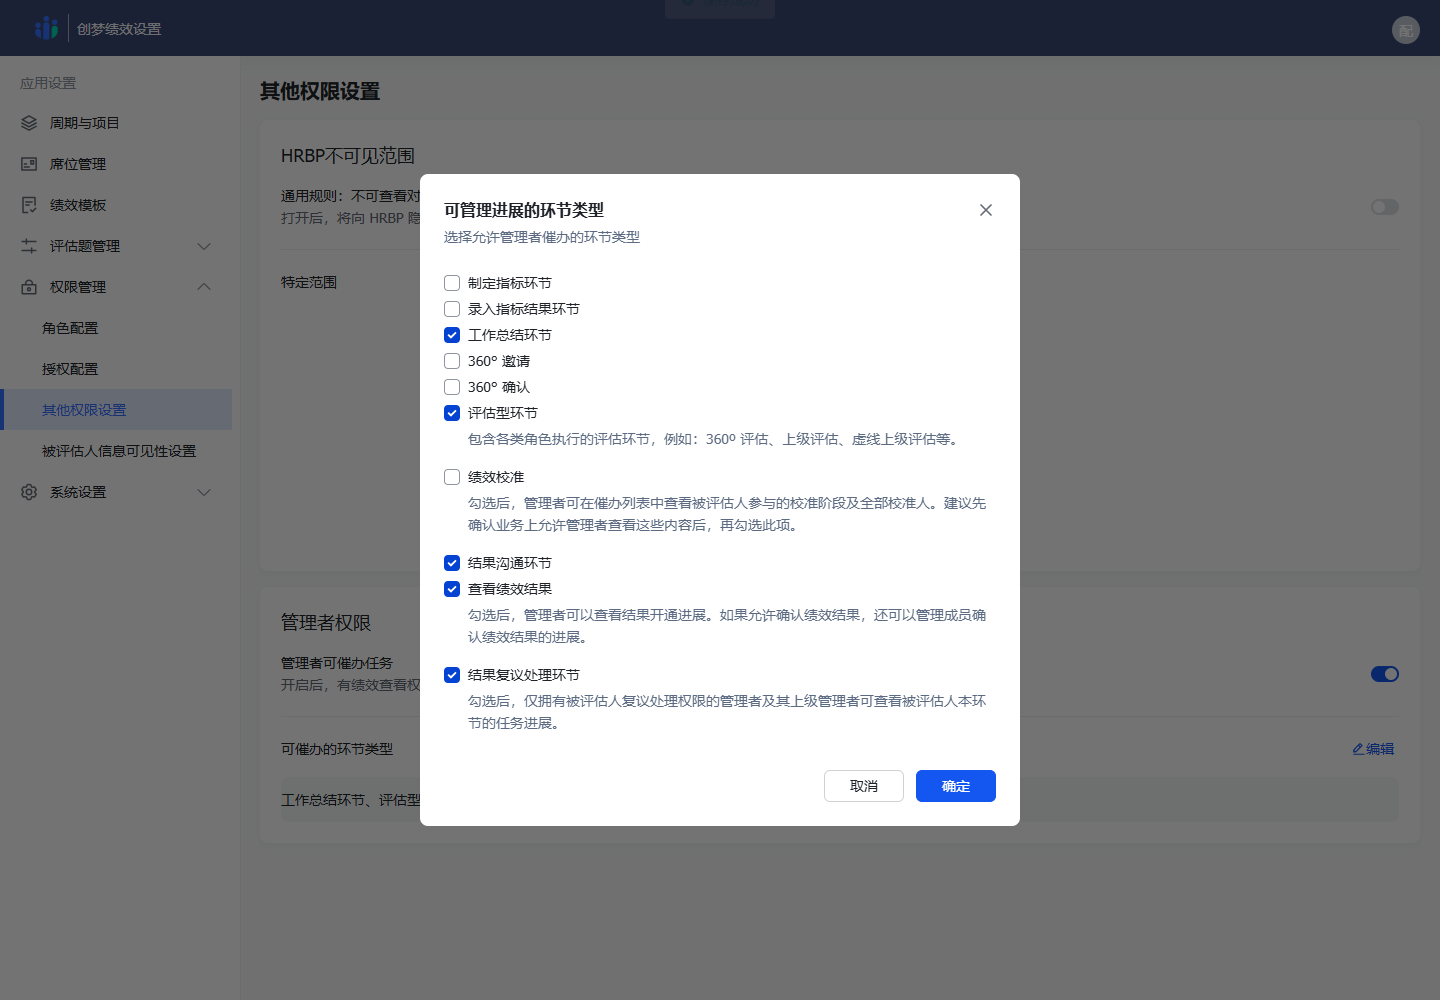 创梦绩效设置
配
应用设置
周期与项目
席位管理
绩效模板
评估题管理
权限管理
角色配置
授权配置
其他权限设置
被评估人信息可见性设置
系统设置
其他权限设置
HRBP不可见范围
通用规则：不可查看对
打开后，将向 HRBP 隐
特定范围
管理者权限
管理者可催办任务
开启后，有绩效查看权
可催办的环节类型
编辑
工作总结环节、评估型
可管理进展的环节类型
选择允许管理者催办的环节类型
制定指标环节
录入指标结果环节
工作总结环节
360° 邀请
360° 确认
评估型环节
包含各类角色执行的评估环节，例如：360° 评估、上级评估、虚线上级评估等。
绩效校准
勾选后，管理者可在催办列表中查看被评估人参与的校准阶段及全部校准人。建议先
确认业务上允许管理者查看这些内容后，再勾选此项。
结果沟通环节
查看绩效结果
勾选后，管理者可以查看结果开通进展。如果允许确认绩效结果，还可以管理成员确
认绩效结果的进展。
结果复议处理环节
勾选后，仅拥有被评估人复议处理权限的管理者及其上级管理者可查看被评估人本环
节的任务进展。
取消
确定